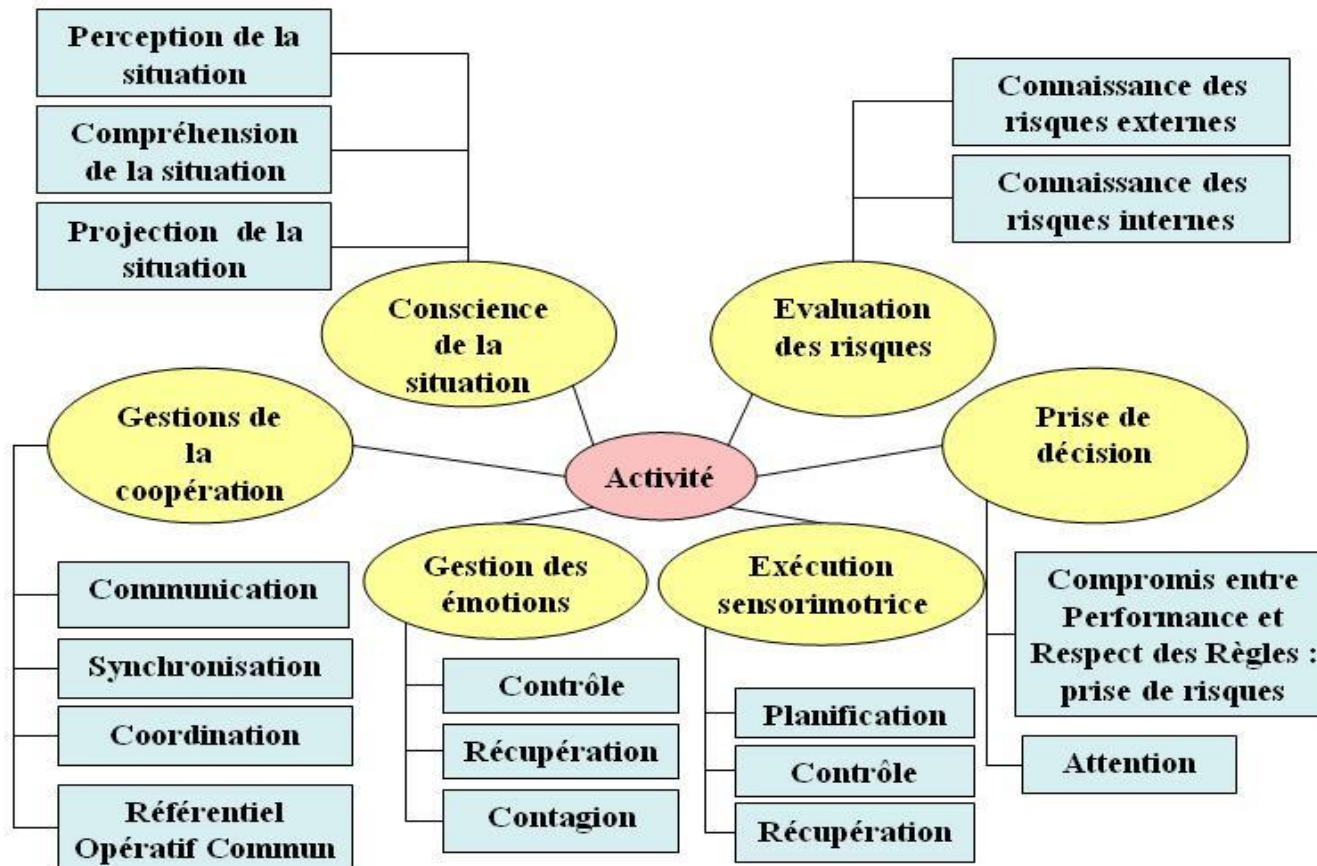 Perception de la
situation
Compréhension
de la situation
Projection de la
situation
Connaissance des
risques externes
Connaissance des
risques internes
Conscience
de la
situation
Evaluation
des risques
Gestions de
la
coopération
Prise de
décision
Activité
Gestion des
émotions
Exécution
sensorimotrice
Communication
Synchronisation
Coordination
Référentiel
Opératif Commun
Contrôle
Récupération
Contagion
Planification
Contrôle
Récupération
Compromis entre
Performance et
Respect des Règles :
prise de risques
Attention